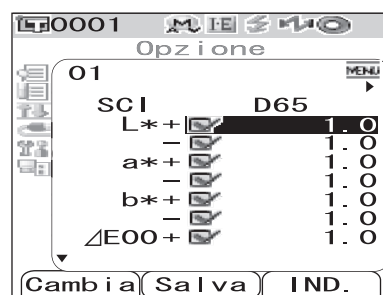 0001 M I·E
Opzione
01 MENU
SCI D65
L*+ 1.0
− 1.0
a*+ 1.0
− 1.0
b*+ 1.0
− 1.0
⊿E00+ 1.0
Cambia Salva IND.